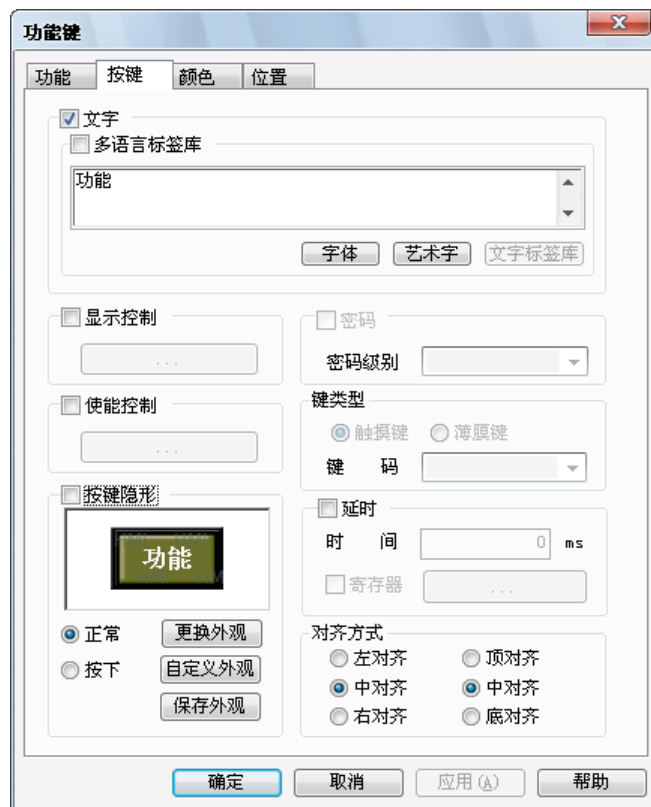 功能键
功能 按键 颜色 位置
文字
多语言标签库
功能
字体 艺术字 文字标签库
显示控制
...
密码
密码级别
使能控制
...
键类型
触摸键 薄膜键
键 码
按键隐形
功能
正常 更换外观
按下 自定义外观
保存外观
延时
时 间 0 ms
寄存器 ...
对齐方式
左对齐 顶对齐
中对齐 中对齐
右对齐 底对齐
确定 取消 应用(A) 帮助